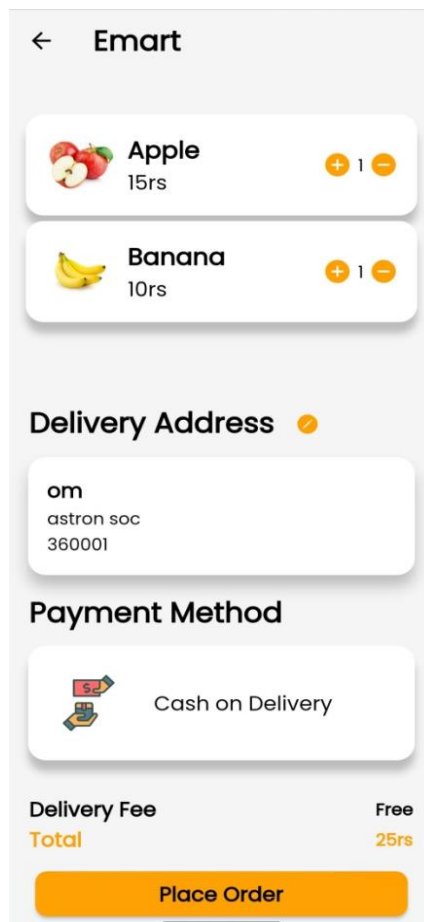 Emart
Apple
15rs
1
Banana
10rs
1
Delivery Address
om
astron soc
360001
Payment Method
$
Cash on Delivery
Delivery Fee Free
Total 25rs
Place Order